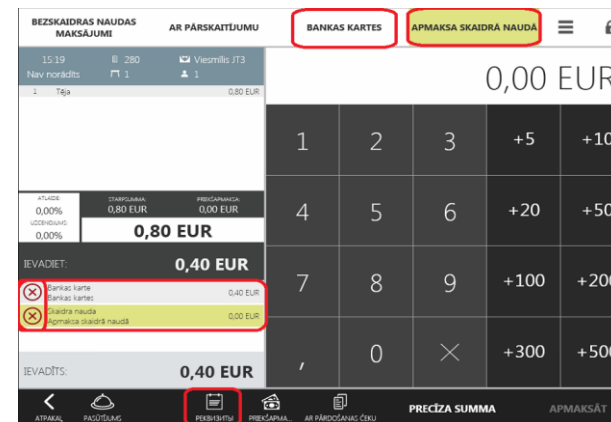 BEZSKAIDRAS NAUDAS
MAKSĀJUMI
AR PĀRSKAITĪJUMU
BANKAS KARTES
APMAKSA SKAIDRĀ NAUDĀ
15:19
280
Viesmīlis JT3
Nav norādīts
1
1
0,00 EUR
1 Tēja 0,80 EUR
ATLAIDE:
0,00%
UZCENOJUMS:
0,00%
STARPSUMMA:
0,80 EUR
PRIEKŠAPMAKSA:
0,00 EUR
0,80 EUR
IEVADIET:
0,40 EUR
Bankas karte
Bankas kartes
0,40 EUR
Skaidra nauda
Apmaksa skaidrā naudā
0,00 EUR
IEVADĪTS:
0,40 EUR
1 2 3 +5 +10
4 5 6 +20 +50
7 8 9 +100 +200
, 0 +300 +500
ATPAKAĻ
PASŪTĪJUMS
РЕКВИЗИТЫ
PRIEKŠAPMA...
AR PĀRDOŠANAS ČEKU
PRECĪZA SUMMA
APMAKSĀT